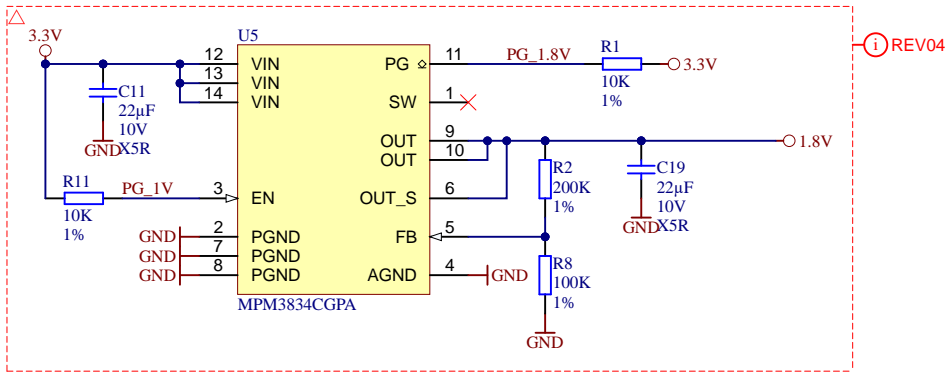 3.3V
U5
REV04
12 VIN
13 VIN
14 VIN
C11
22µF
10V
X5R
GND
PG 11 PG_1.8V
R1
10K
1%
3.3V
SW 1
OUT 9
OUT 10
1.8V
R11
10K
1%
PG_1V
3 EN
OUT_S 6
R2
200K
1%
C19
22µF
10V
X5R
GND
GND 2 PGND
GND 7 PGND
GND 8 PGND
FB 5
AGND 4 GND
R8
100K
1%
GND
MPM3834CGPA
i